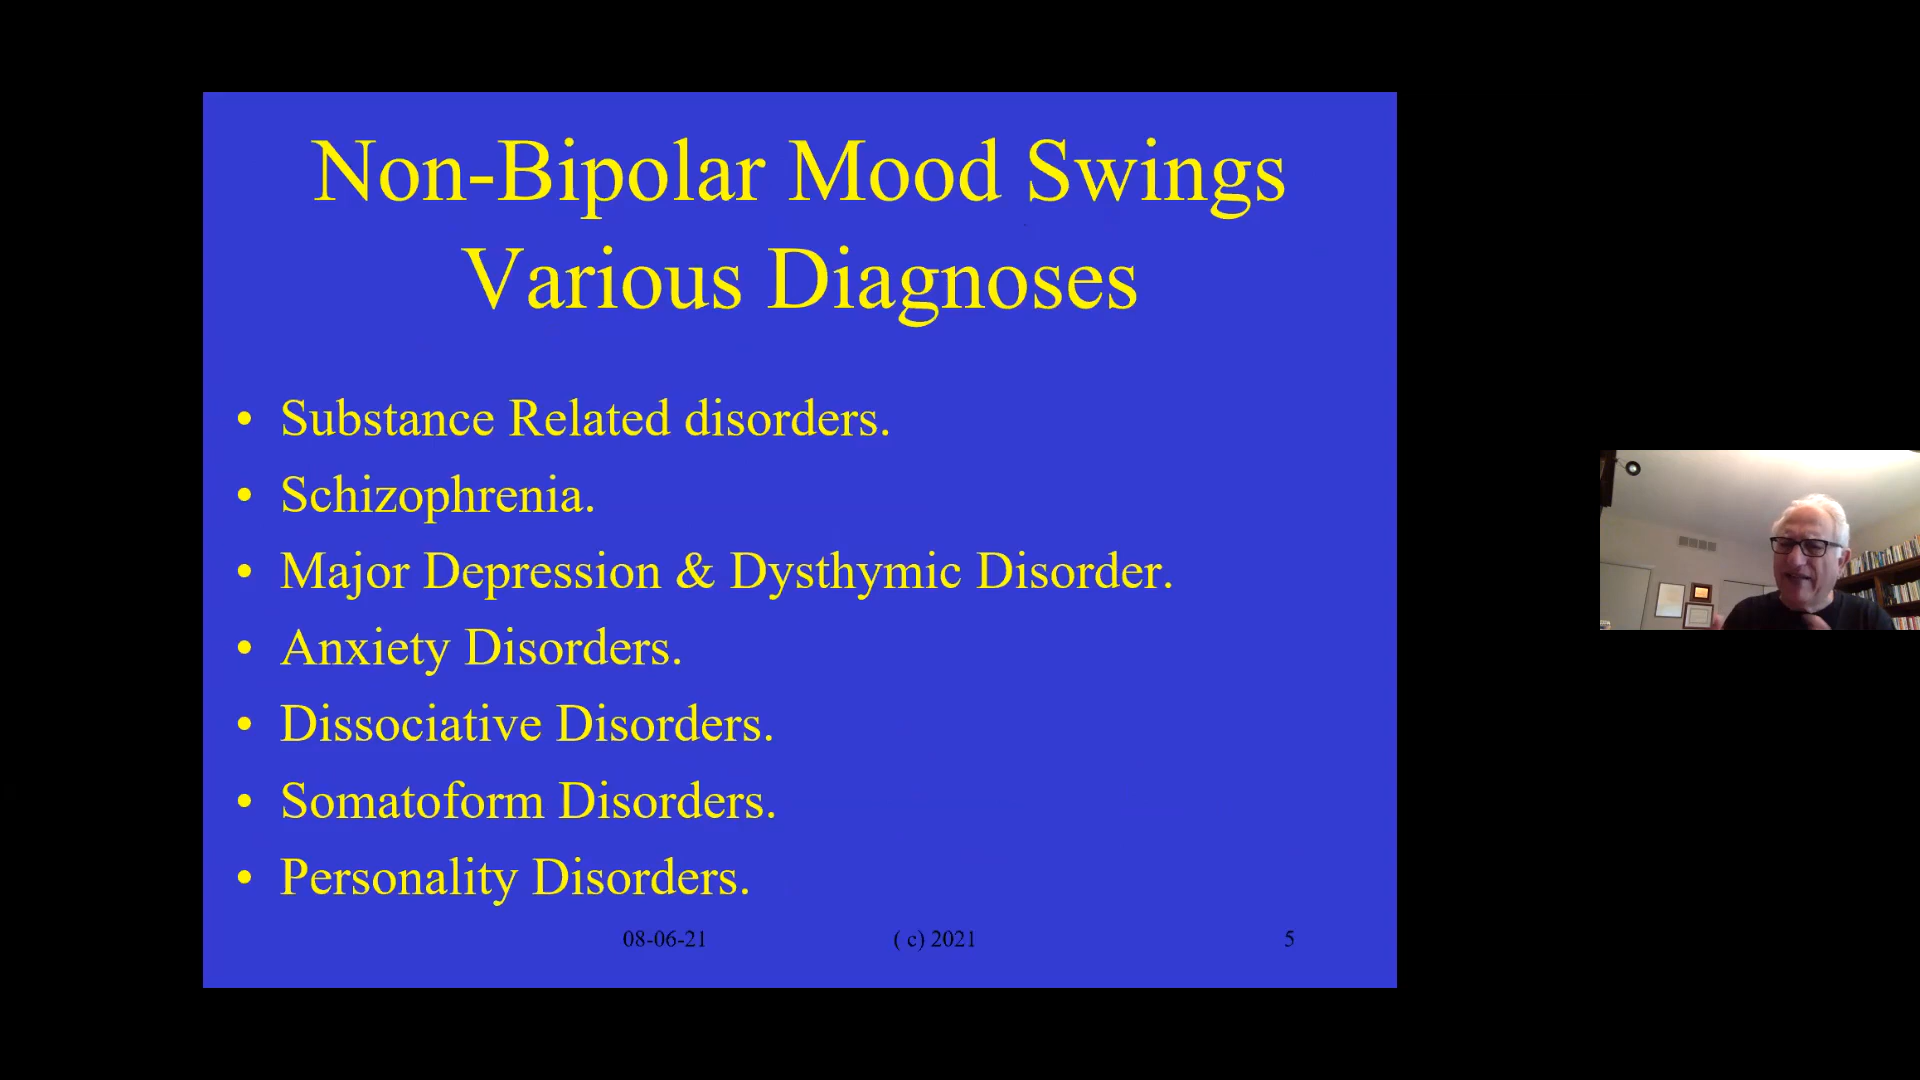 Non-Bipolar Mood Swings
Various Diagnoses
• Substance Related disorders.
• Schizophrenia.
• Major Depression & Dysthymic Disorder.
• Anxiety Disorders.
• Dissociative Disorders.
• Somatoform Disorders.
• Personality Disorders.
08-06-21 ( c) 2021 5